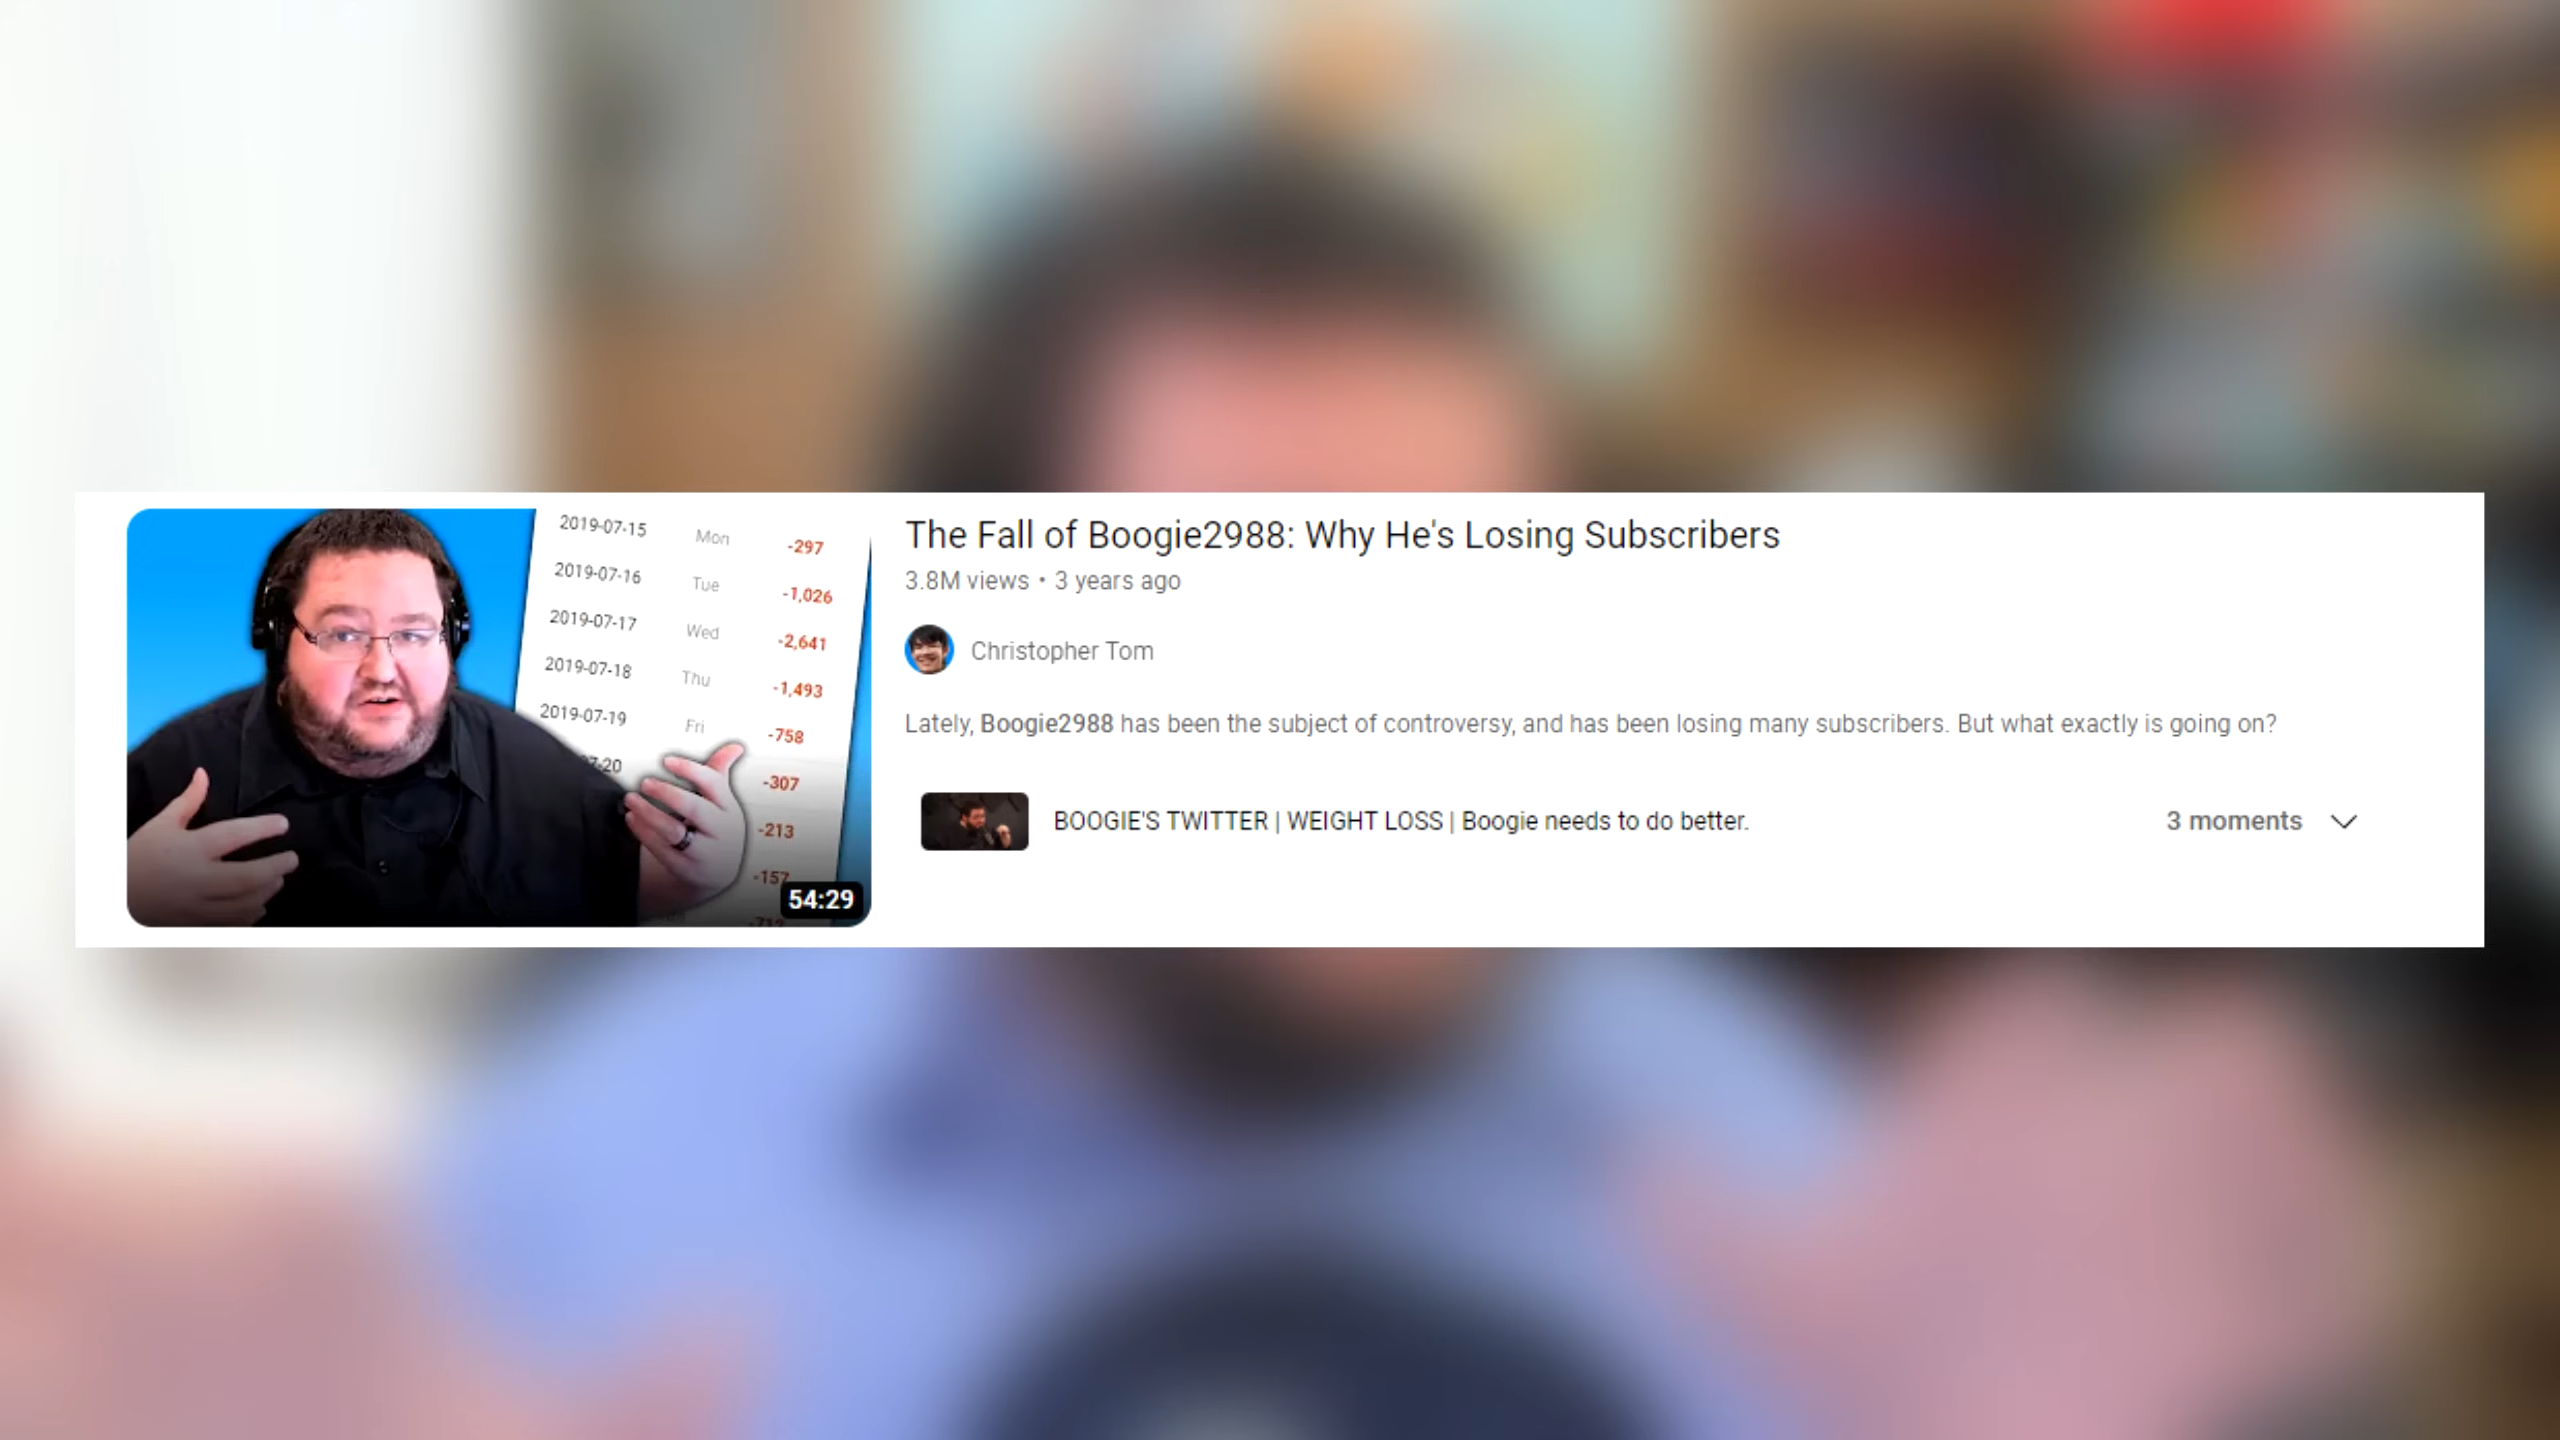 2019-07-15 Mon -297
2019-07-16 Tue -1,026
2019-07-17 Wed -2,641
2019-07-18 Thu -1,493
2019-07-19 Fri -758
7-20 -307
-213
-157
54:29
The Fall of Boogie2988: Why He's Losing Subscribers
3.8M views • 3 years ago
Christopher Tom
Lately, Boogie2988 has been the subject of controversy, and has been losing many subscribers. But what exactly is going on?
BOOGIE'S TWITTER | WEIGHT LOSS | Boogie needs to do better.
3 moments